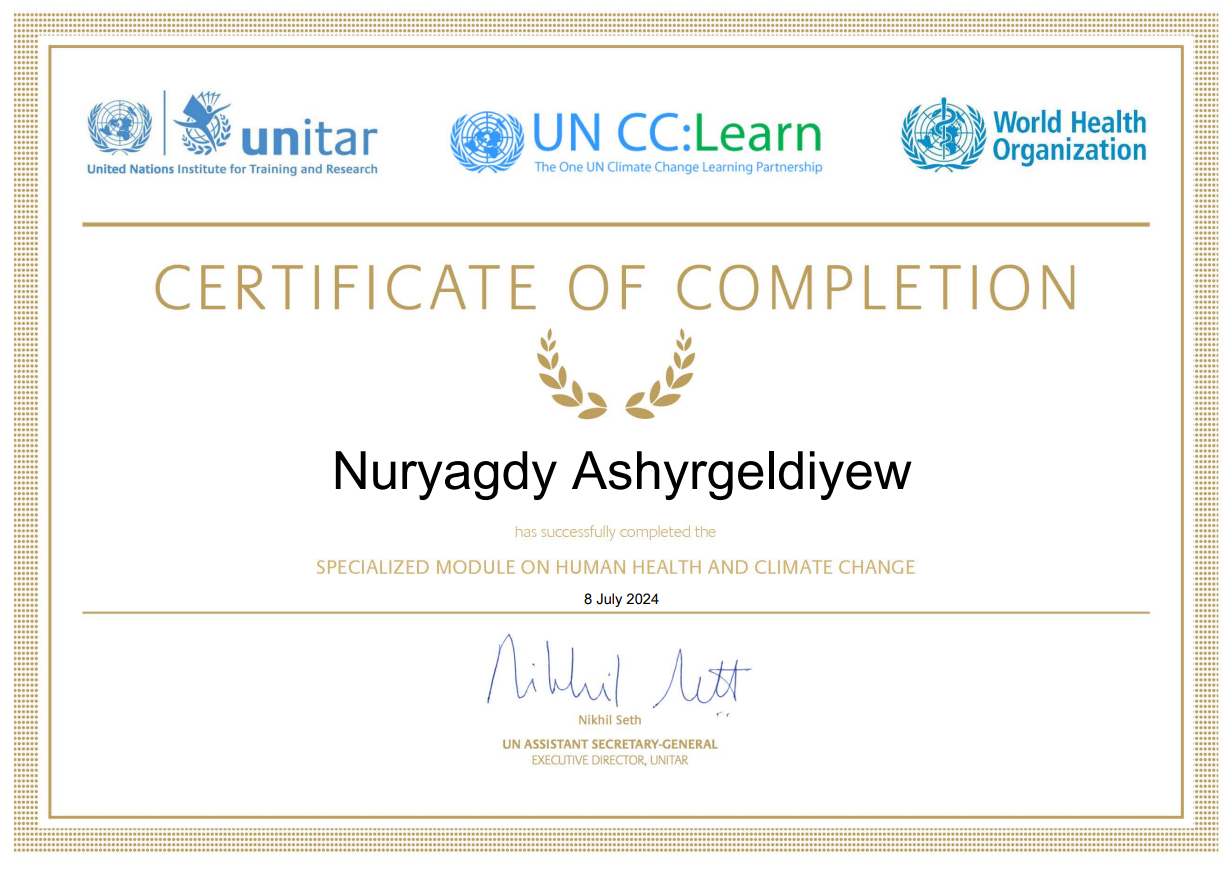 unitar
United Nations Institute for Training and Research
UN CC:Learn
The One UN Climate Change Learning Partnership
World Health
Organization
CERTIFICATE OF COMPLETION
Nuryagdy Ashyrgeldiyew
has successfully completed the
SPECIALIZED MODULE ON HUMAN HEALTH AND CLIMATE CHANGE
8 July 2024
Nikhil Seth
Nikhil Seth
UN ASSISTANT SECRETARY-GENERAL
EXECUTIVE DIRECTOR, UNITAR